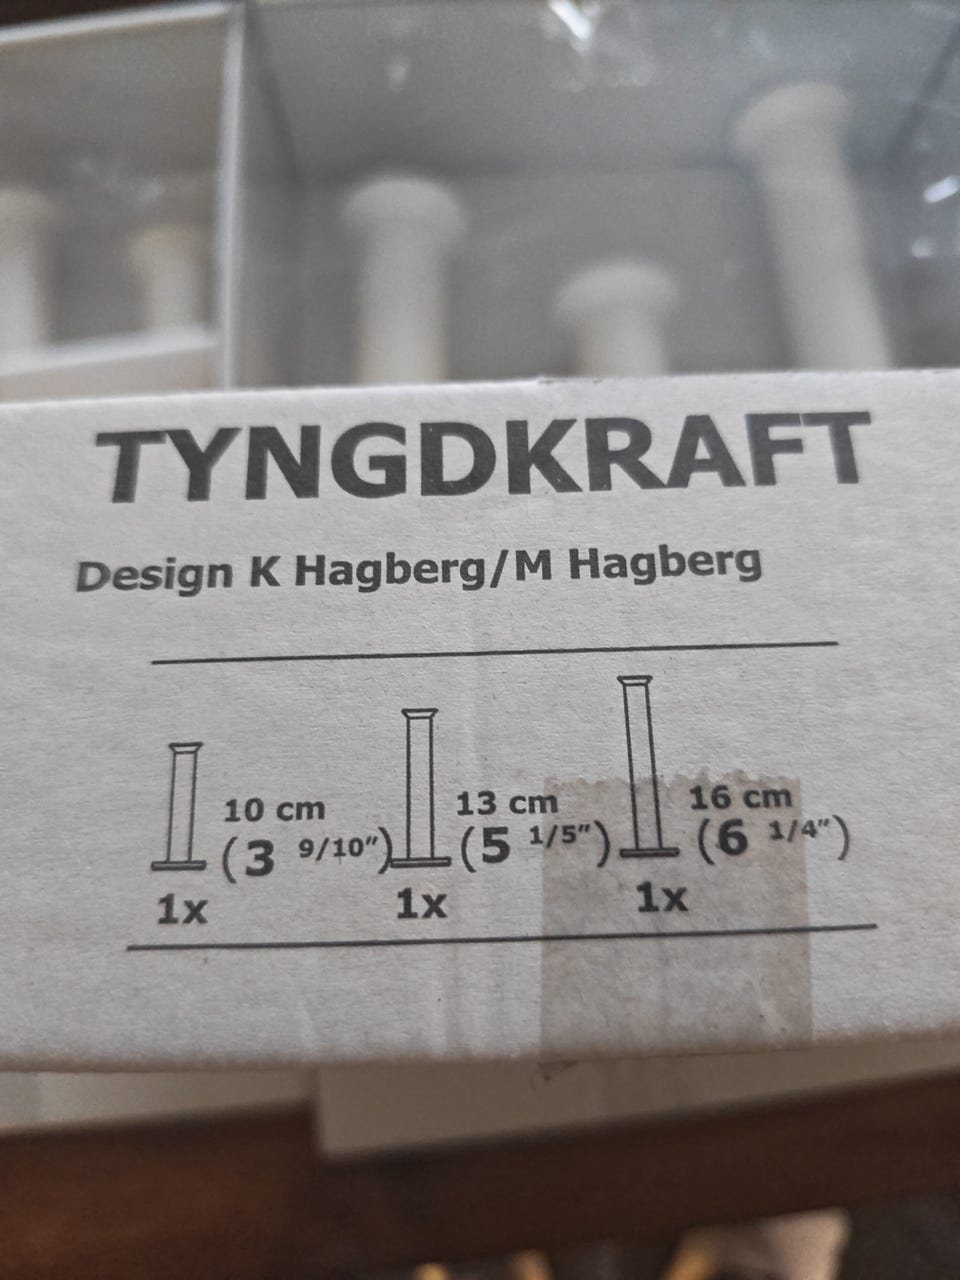 TYNGDKRAFT
Design K Hagberg/M Hagberg
10 cm
(3 9/10")
1x
13 cm
(5 1/5")
1x
16 cm
(6 1/4")
1x